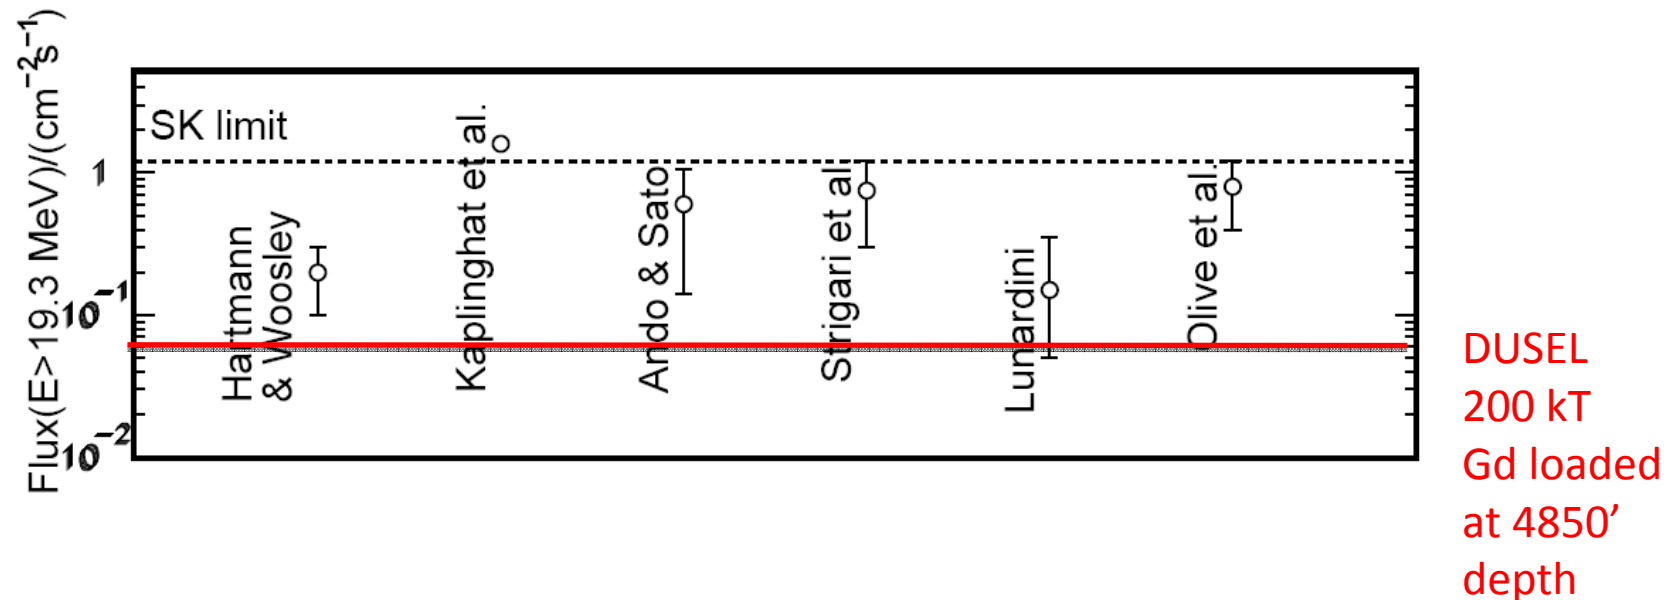 Flux(E>19.3 MeV)/(cm⁻²s⁻¹)
1
10⁻¹
10⁻²
SK limit
Hartmann
& Woosley
Kaplinghat et al.
Ando & Sato
Strigari et al.
Lunardini
Olive et al.
DUSEL
200 kT
Gd loaded
at 4850’
depth